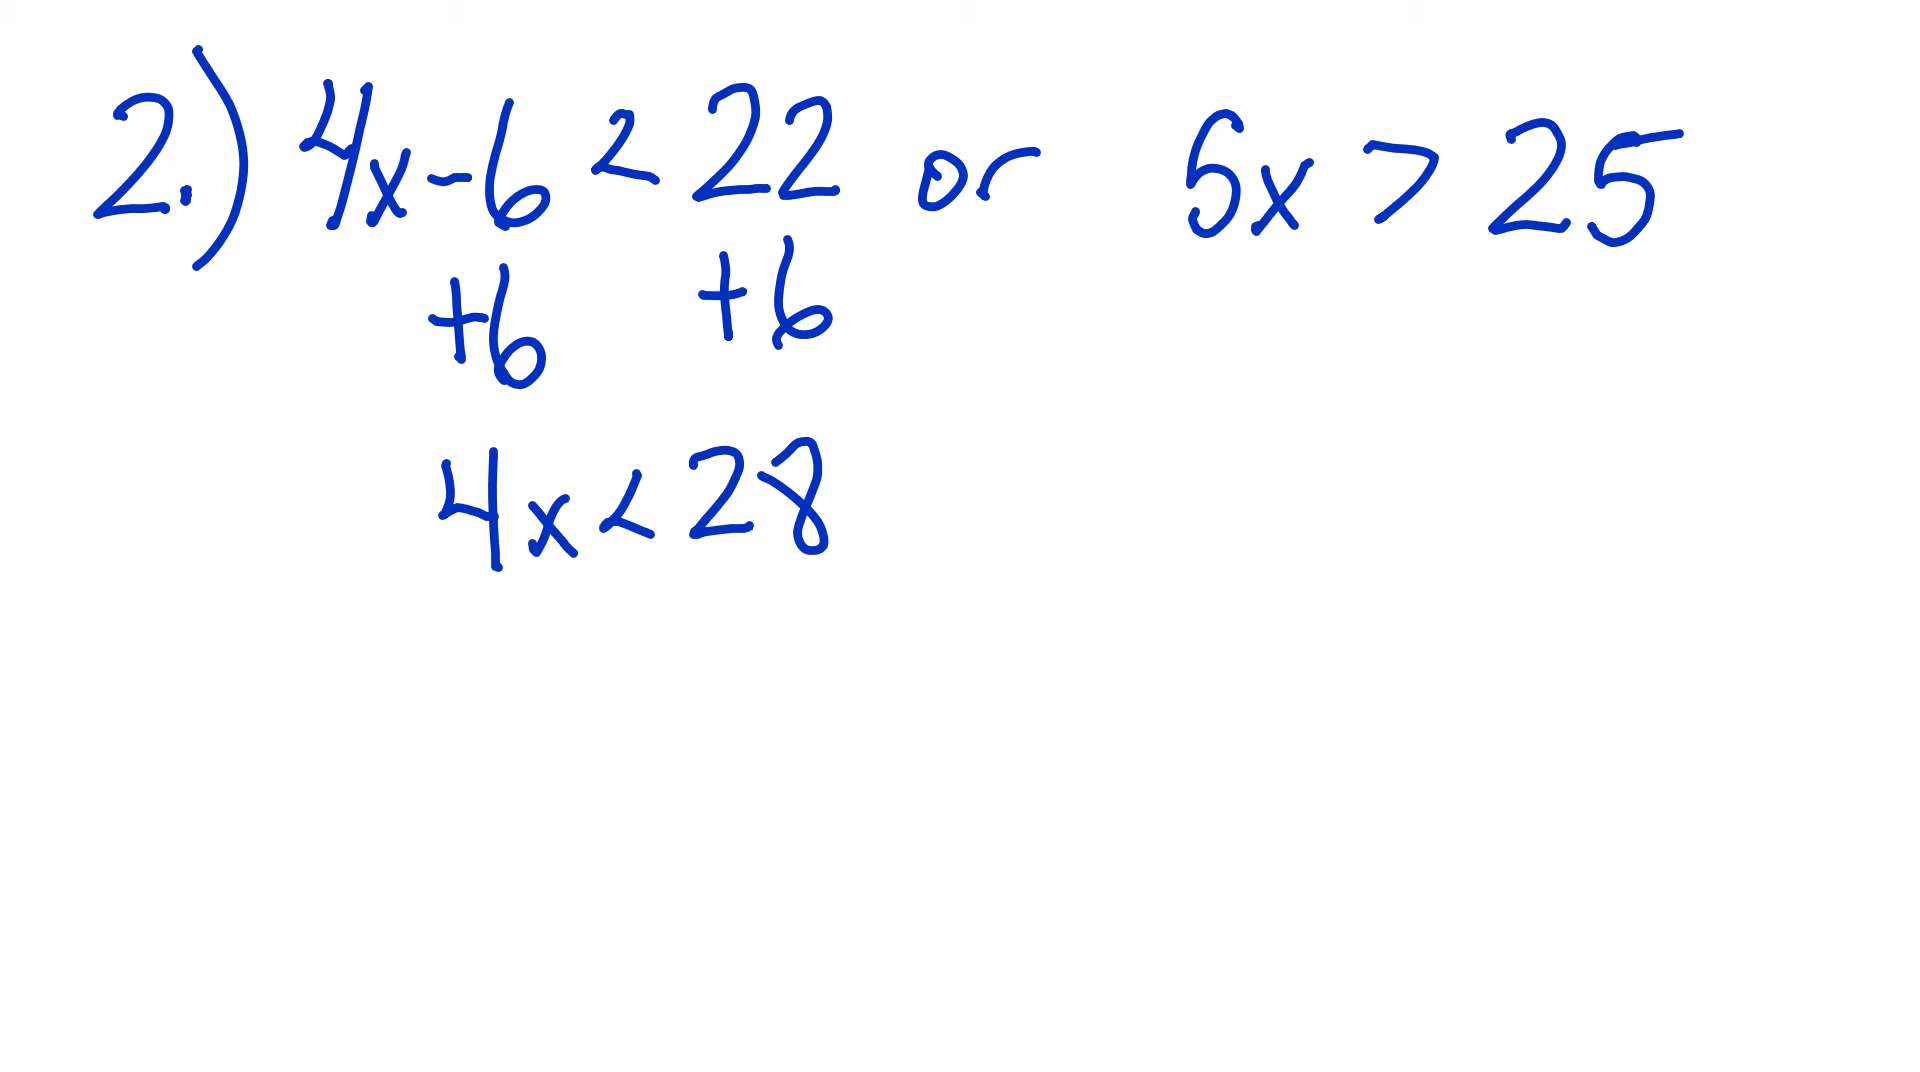 2.) 4x - 6 < 22 or 5x > 25
+6 +6
4x < 28